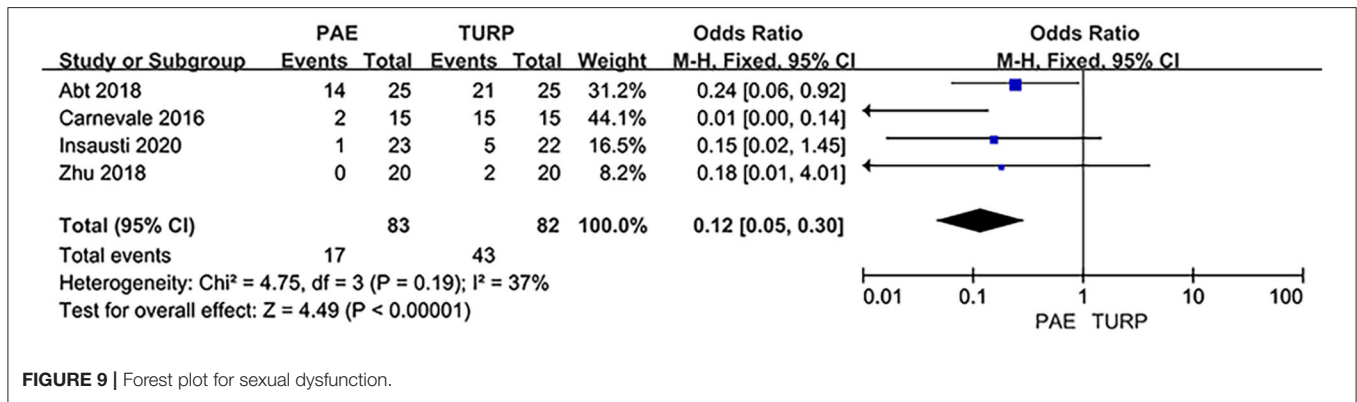 PAE TURP Odds Ratio Odds Ratio
Study or Subgroup Events Total Events Total Weight M-H, Fixed, 95% CI M-H, Fixed, 95% CI
Abt 2018 14 25 21 25 31.2% 0.24 [0.06, 0.92]
Carnevale 2016 2 15 15 15 44.1% 0.01 [0.00, 0.14]
Insausti 2020 1 23 5 22 16.5% 0.15 [0.02, 1.45]
Zhu 2018 0 20 2 20 8.2% 0.18 [0.01, 4.01]
Total (95% CI) 83 82 100.0% 0.12 [0.05, 0.30]
Total events 17 43
Heterogeneity: Chi² = 4.75, df = 3 (P = 0.19); I² = 37%
Test for overall effect: Z = 4.49 (P < 0.00001)
0.01 0.1 1 10 100
PAE TURP
FIGURE 9 | Forest plot for sexual dysfunction.